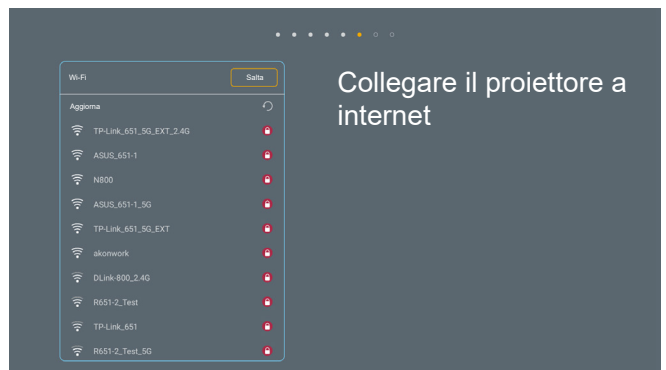 Wi-Fi
Salta
Aggiorna
TP-Link_651_5G_EXT_2.4G
ASUS_651-1
N800
ASUS_651-1_5G
TP-Link_651_5G_EXT
akonwork
DLink-800_2.4G
R651-2_Test
TP-Link_651
R651-2_Test_5G
Collegare il proiettore a
internet